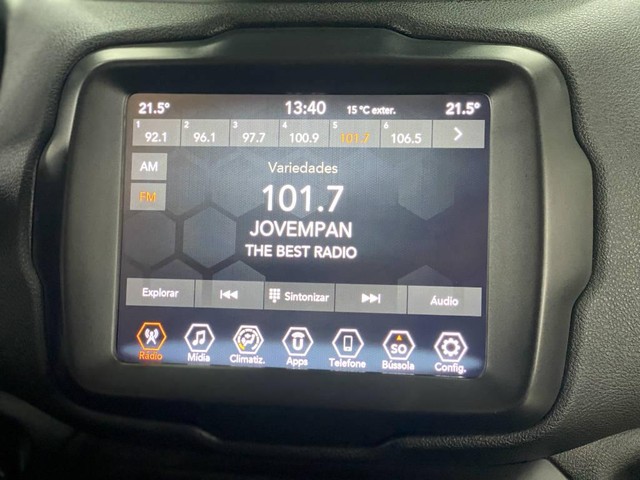 21.5° 13:40 15 °C exter. 21.5°
1 92.1 2 96.1 3 97.7 4 100.9 5 101.7 6 106.5 >
AM
FM
Variedades
101.7
JOVEMPAN
THE BEST RADIO
Explorar Sintonizar Áudio
SO
Rádio Mídia Climatiz. Apps Telefone Bússola Config.